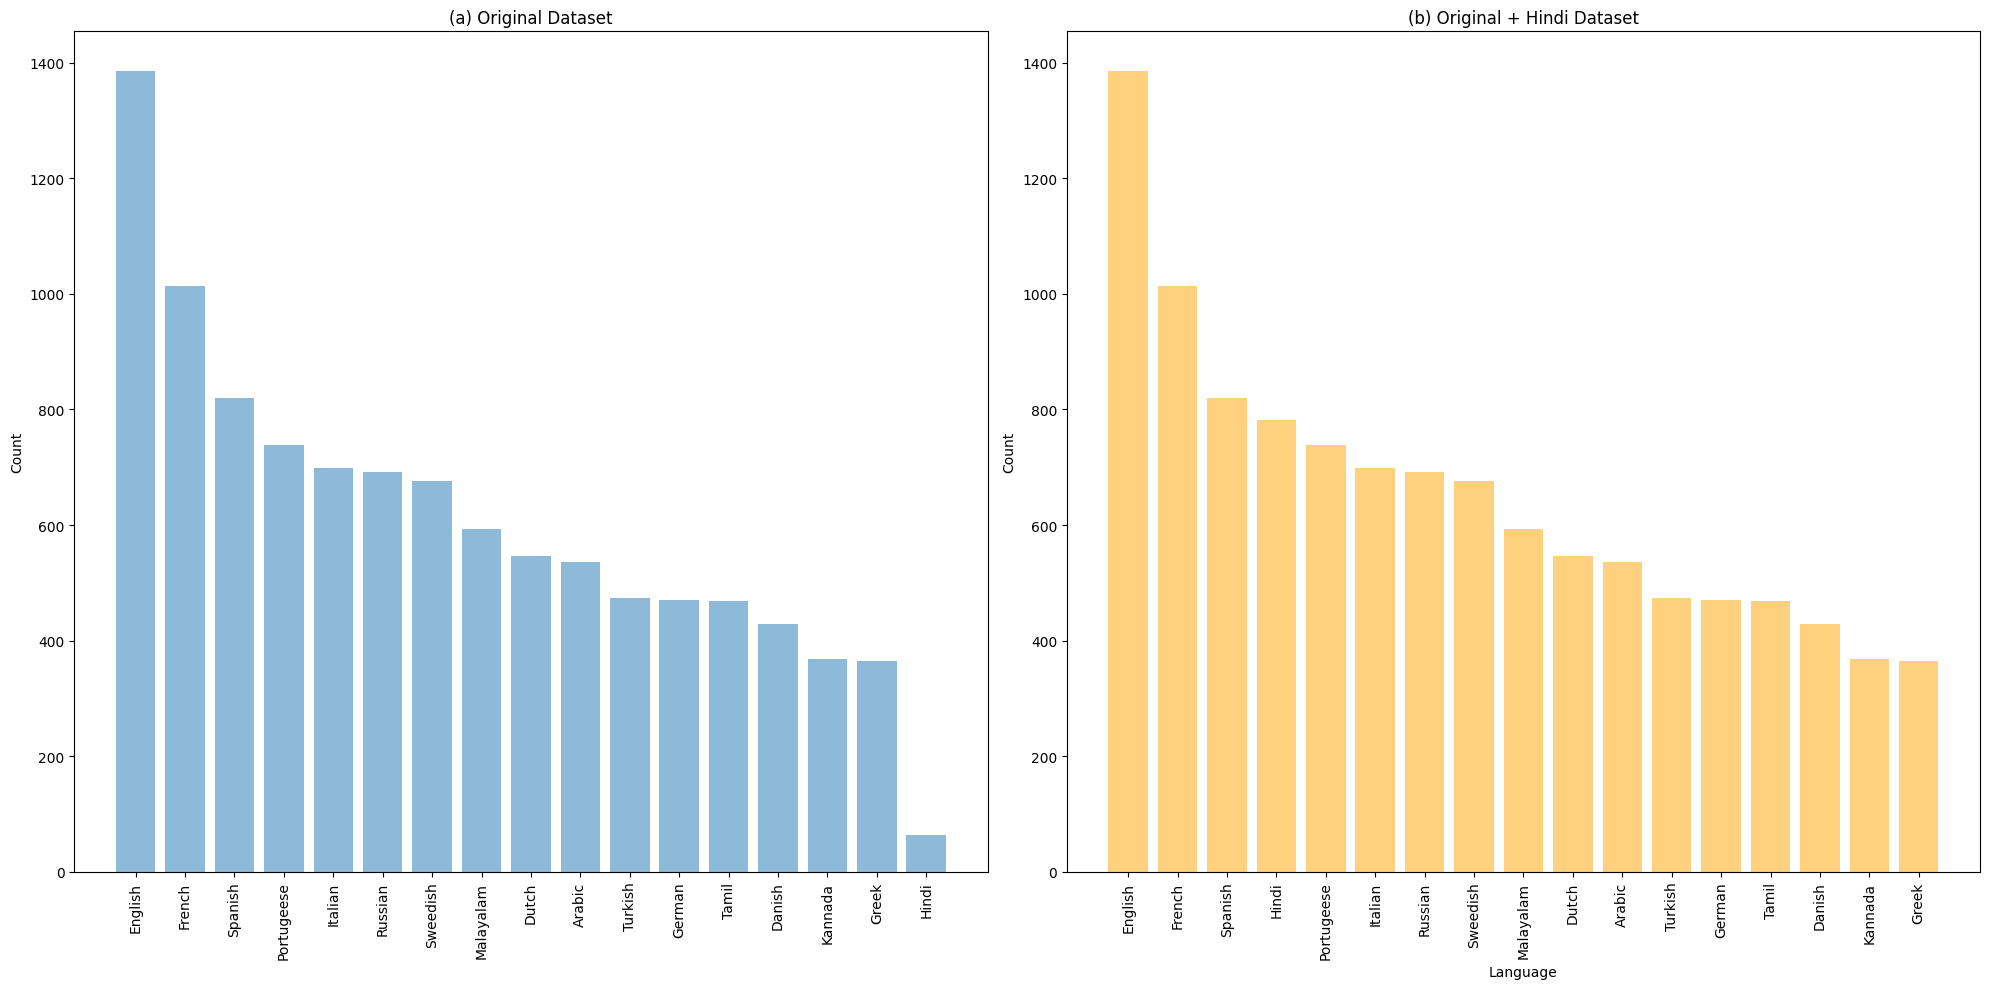 (a) Original Dataset
Count
1400
1200
1000
800
600
400
200
0
English
French
Spanish
Portugeese
Italian
Russian
Sweedish
Malayalam
Dutch
Arabic
Turkish
German
Tamil
Danish
Kannada
Greek
Hindi
(b) Original + Hindi Dataset
Count
1400
1200
1000
800
600
400
200
0
English
French
Spanish
Hindi
Portugeese
Italian
Russian
Sweedish
Malayalam
Dutch
Arabic
Turkish
German
Tamil
Danish
Kannada
Greek
Language